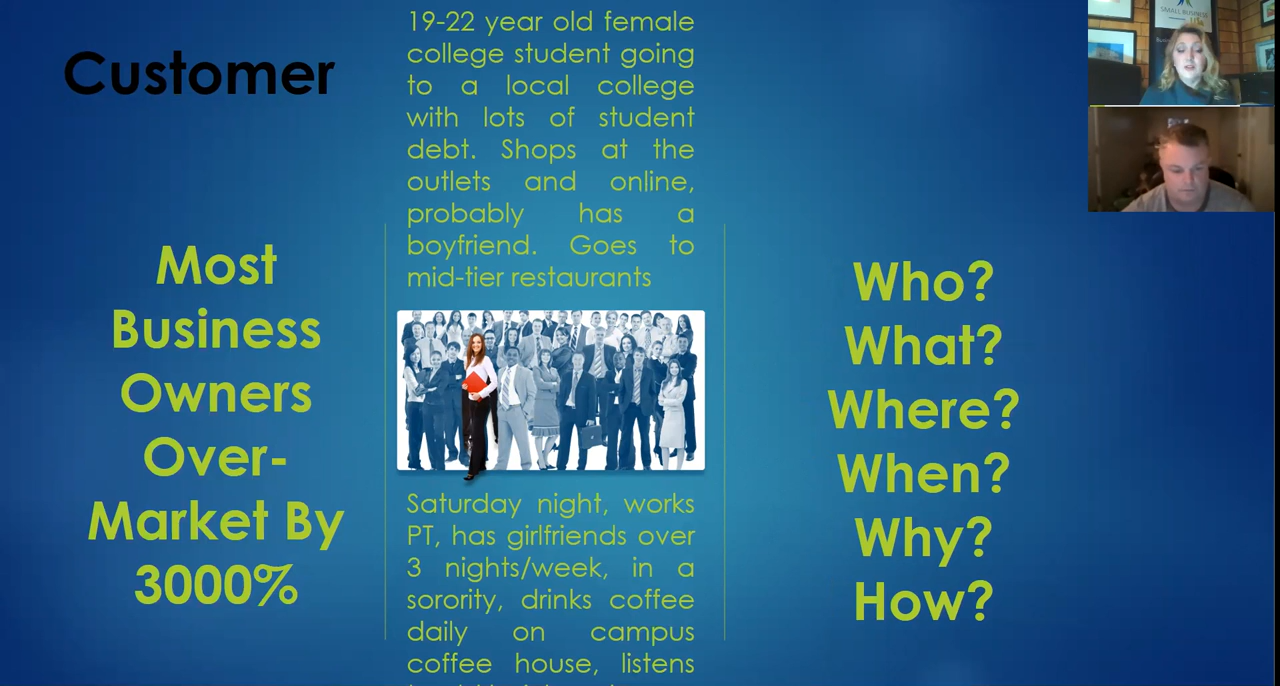 Customer
Most
Business
Owners
Over-
Market By
3000%
19-22 year old female
college student going
to a local college
with lots of student
debt. Shops at the
outlets and online,
probably has a
boyfriend. Goes to
mid-tier restaurants
Saturday night, works
PT, has girlfriends over
3 nights/week, in a
sorority, drinks coffee
daily on campus
coffee house, listens
Who?
What?
Where?
When?
Why?
How?
SMALL BUSINESS